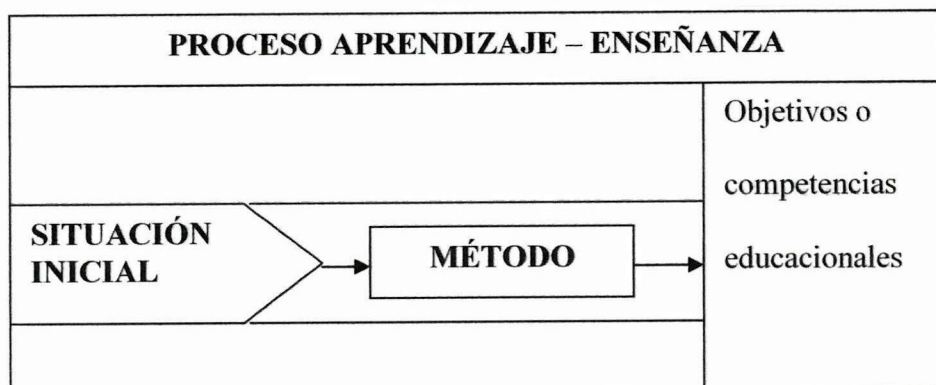 PROCESO APRENDIZAJE – ENSEÑANZA
SITUACIÓN
INICIAL
MÉTODO
Objetivos o
competencias
educacionales